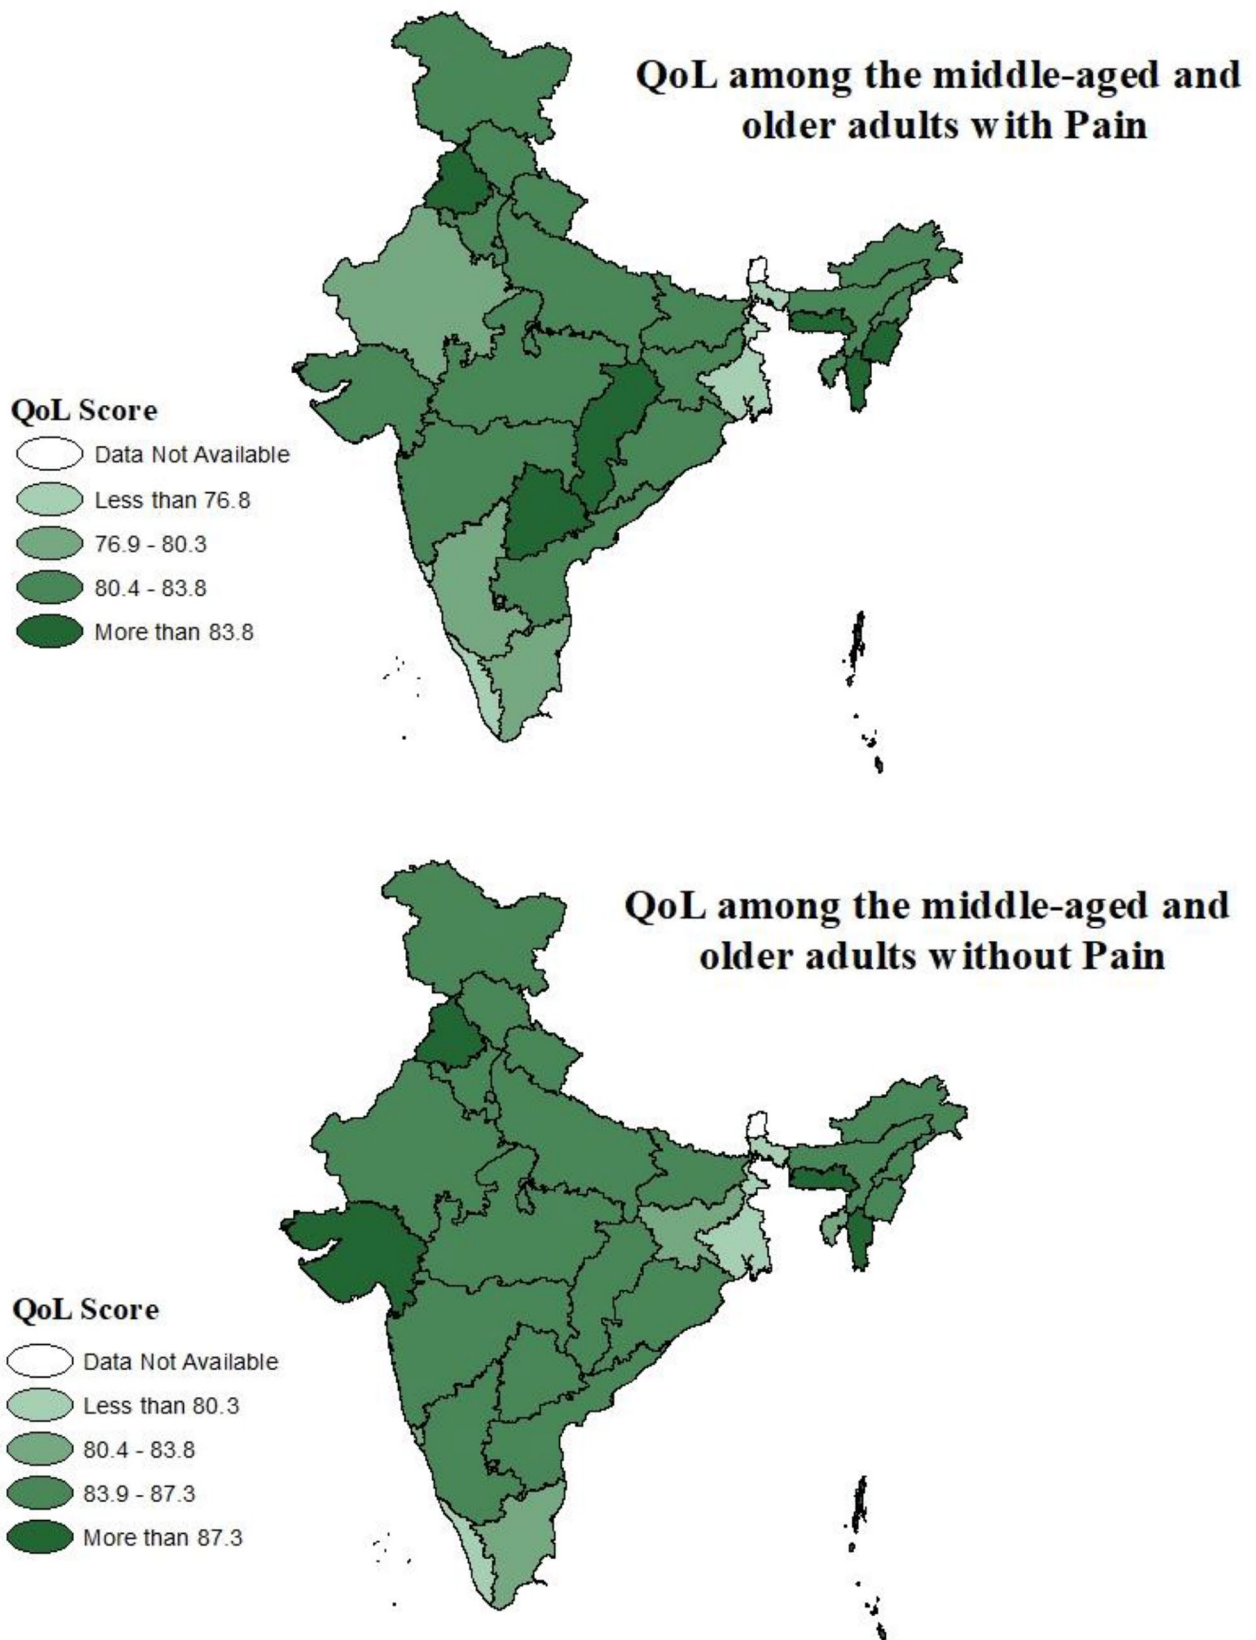 QoL among the middle-aged and
older adults with Pain
QoL Score
Data Not Available
Less than 76.8
76.9 - 80.3
80.4 - 83.8
More than 83.8
QoL among the middle-aged and
older adults without Pain
QoL Score
Data Not Available
Less than 80.3
80.4 - 83.8
83.9 - 87.3
More than 87.3